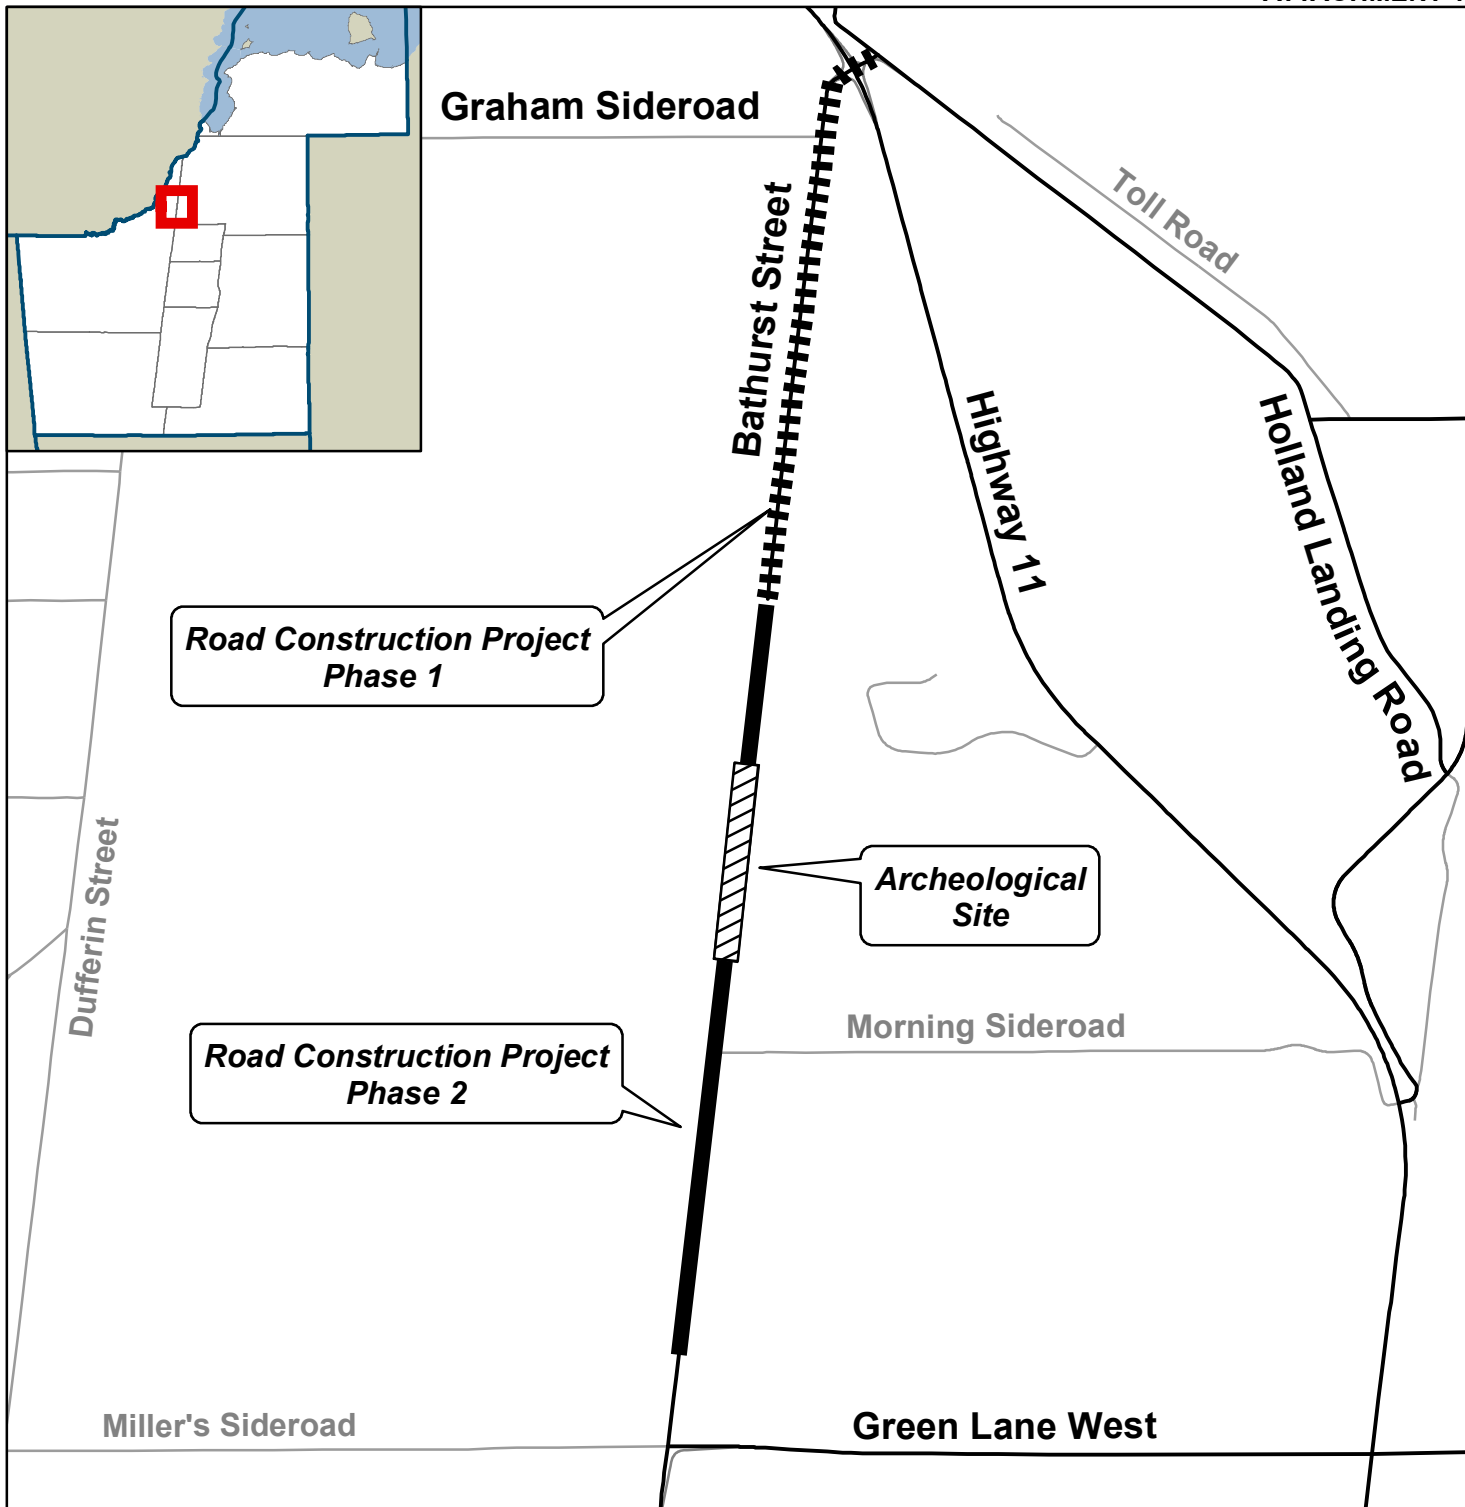 Graham Sideroad
Toll Road
Bathurst Street
Highway 11
Holland Landing Road
Road Construction Project
Phase 1
Archeological
Site
Dufferin Street
Morning Sideroad
Road Construction Project
Phase 2
Miller's Sideroad
Green Lane West